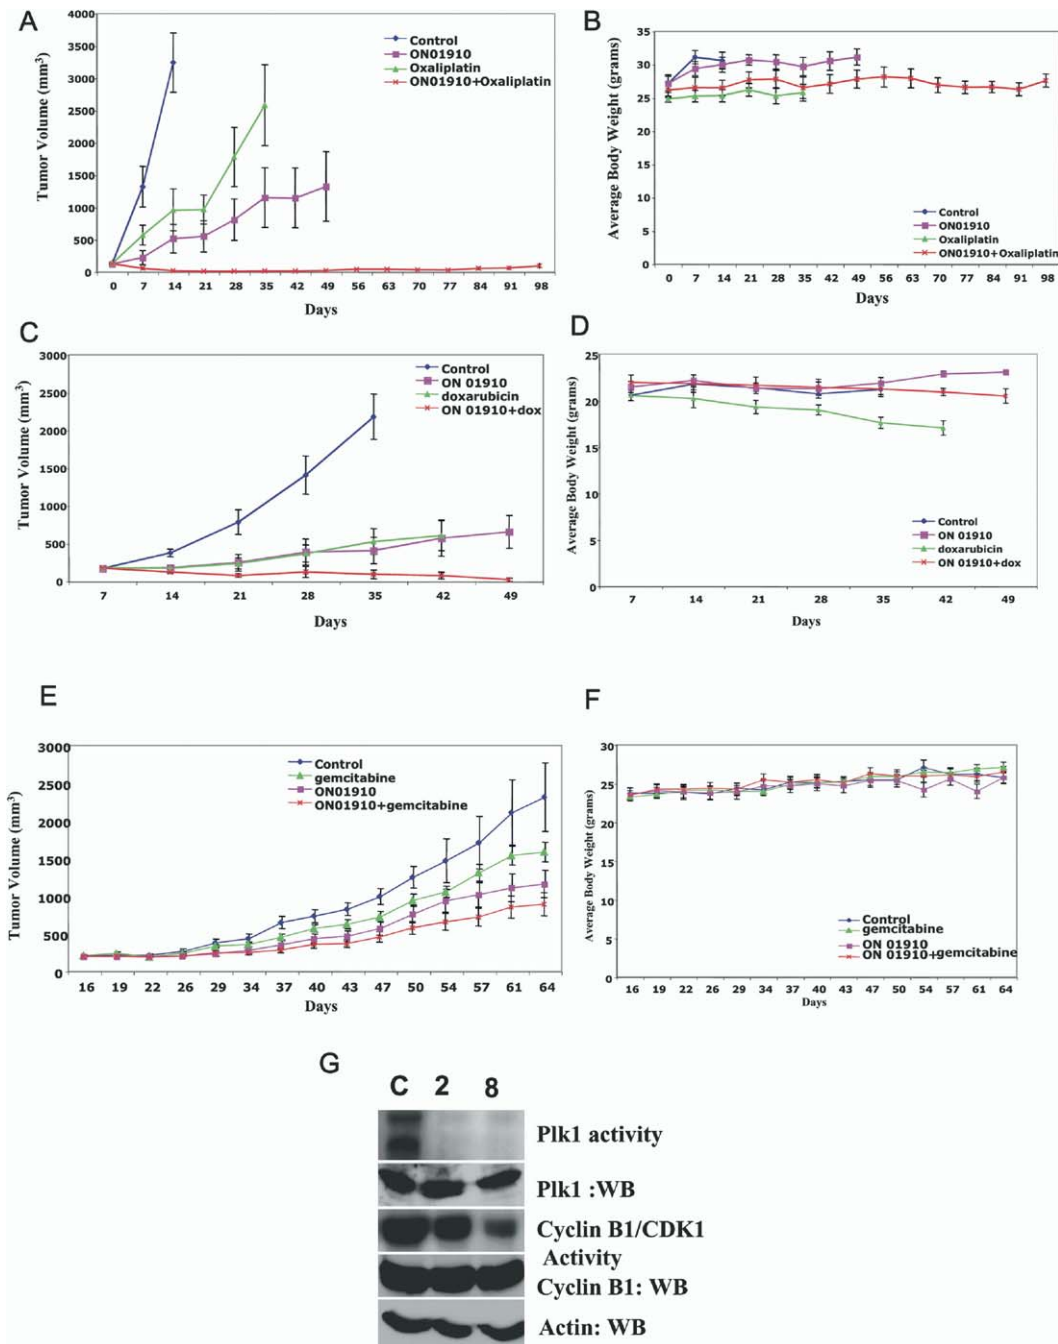 A
Tumor Volume (mm3)
4000
3500
3000
2500
2000
1500
1000
500
0
Control
ON01910
Oxaliplatin
ON01910+Oxaliplatin
0 7 14 21 28 35 42 49 56 63 70 77 84 91 98
Days
B
Average Body Weight (grams)
35
30
25
20
15
10
5
0
Control
ON01910
Oxaliplatin
ON01910+Oxaliplatin
0 7 14 21 28 35 42 49 56 63 70 77 84 91 98
Days
C
Tumor Volume (mm3)
3000
2500
2000
1500
1000
500
0
Control
ON 01910
doxarubicin
ON 01910+dox
7 14 21 28 35 42 49
Days
D
Average Body Weight (grams)
25
20
15
10
5
0
Control
ON 01910
doxarubicin
ON 01910+dox
7 14 21 28 35 42 49
Days
E
Tumor Volume (mm3)
3000
2500
2000
1500
1000
500
0
Control
gemcitabine
ON01910
ON01910+gemcitabine
16 19 22 26 29 34 37 40 43 47 50 54 57 61 64
Days
F
Average Body Weight (grams)
30
25
20
15
10
5
0
Control
gemcitabine
ON 01910
ON 01910+gemcitabine
16 19 22 26 29 34 37 40 43 47 50 54 57 61 64
Days
G
C 2 8
Plk1 activity
Plk1 :WB
Cyclin B1/CDK1
Activity
Cyclin B1: WB
Actin: WB